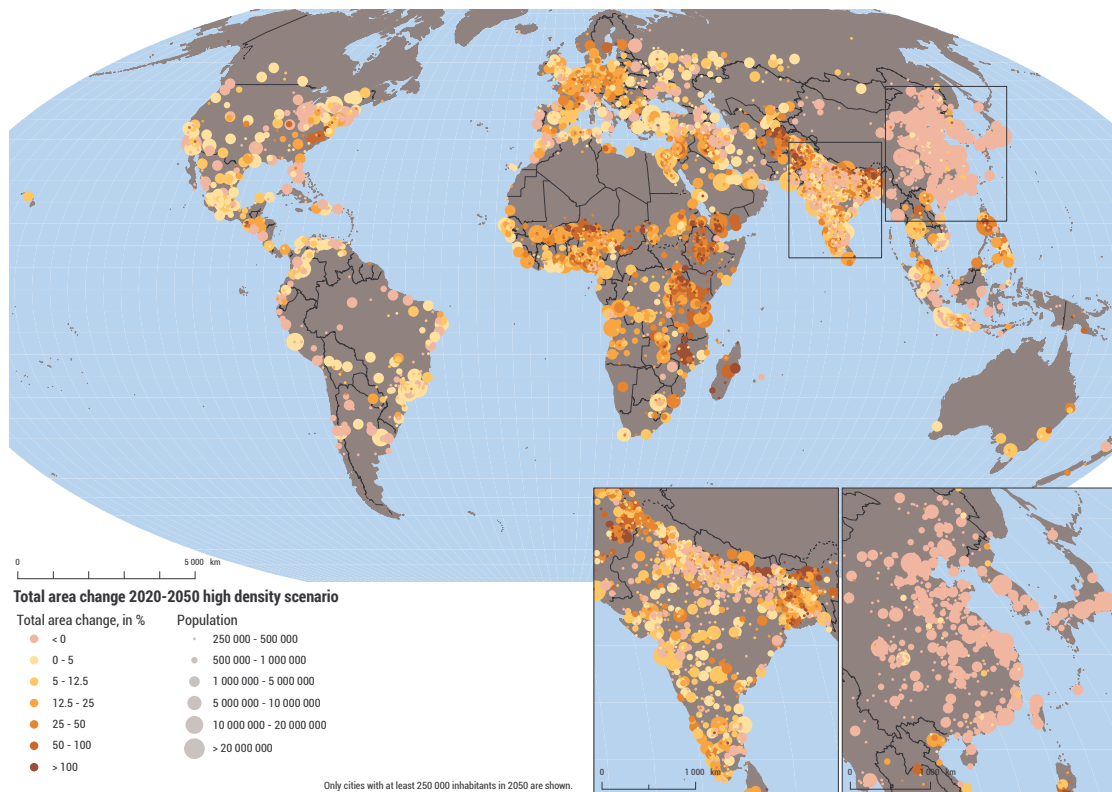 0 5 000 km
Total area change 2020-2050 high density scenario
Total area change, in %
< 0
0 - 5
5 - 12.5
12.5 - 25
25 - 50
50 - 100
> 100
Population
250 000 - 500 000
500 000 - 1 000 000
1 000 000 - 5 000 000
5 000 000 - 10 000 000
10 000 000 - 20 000 000
> 20 000 000
Only cities with at least 250 000 inhabitants in 2050 are shown.
0 1 000 km
0 1 000 km